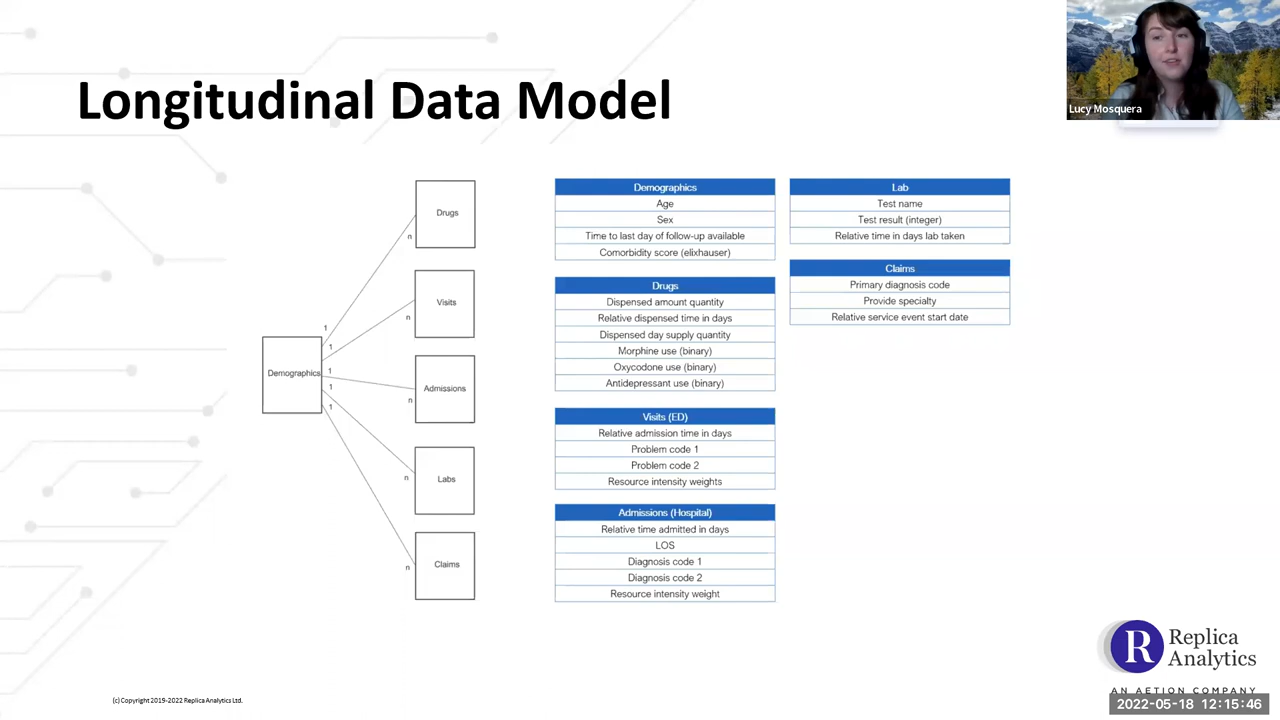 Longitudinal Data Model
Lucy Mosquera
Drugs
n
Visits
n
1
1
Demographics
1
1
1
Admissions
n
Labs
n
Claims
n
Demographics
Age
Sex
Time to last day of follow-up available
Comorbidity score (elixhauser)
Drugs
Dispensed amount quantity
Relative dispensed time in days
Dispensed day supply quantity
Morphine use (binary)
Oxycodone use (binary)
Antidepressant use (binary)
Visits (ED)
Relative admission time in days
Problem code 1
Problem code 2
Resource intensity weights
Admissions (Hospital)
Relative time admitted in days
LOS
Diagnosis code 1
Diagnosis code 2
Resource intensity weight
Lab
Test name
Test result (integer)
Relative time in days lab taken
Claims
Primary diagnosis code
Provide specialty
Relative service event start date
R
Replica
Analytics
AN AETION COMPANY
(c) Copyright 2019-2022 Replica Analytics Ltd.
2022-05-18 12:15:46